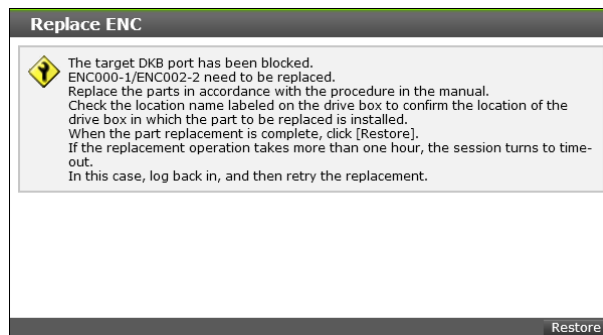 Replace ENC
The target DKB port has been blocked.
ENC000-1/ENC002-2 need to be replaced.
Replace the parts in accordance with the procedure in the manual.
Check the location name labeled on the drive box to confirm the location of the
drive box in which the part to be replaced is installed.
When the part replacement is complete, click [Restore].
If the replacement operation takes more than one hour, the session turns to time-
out.
In this case, log back in, and then retry the replacement.
Restore